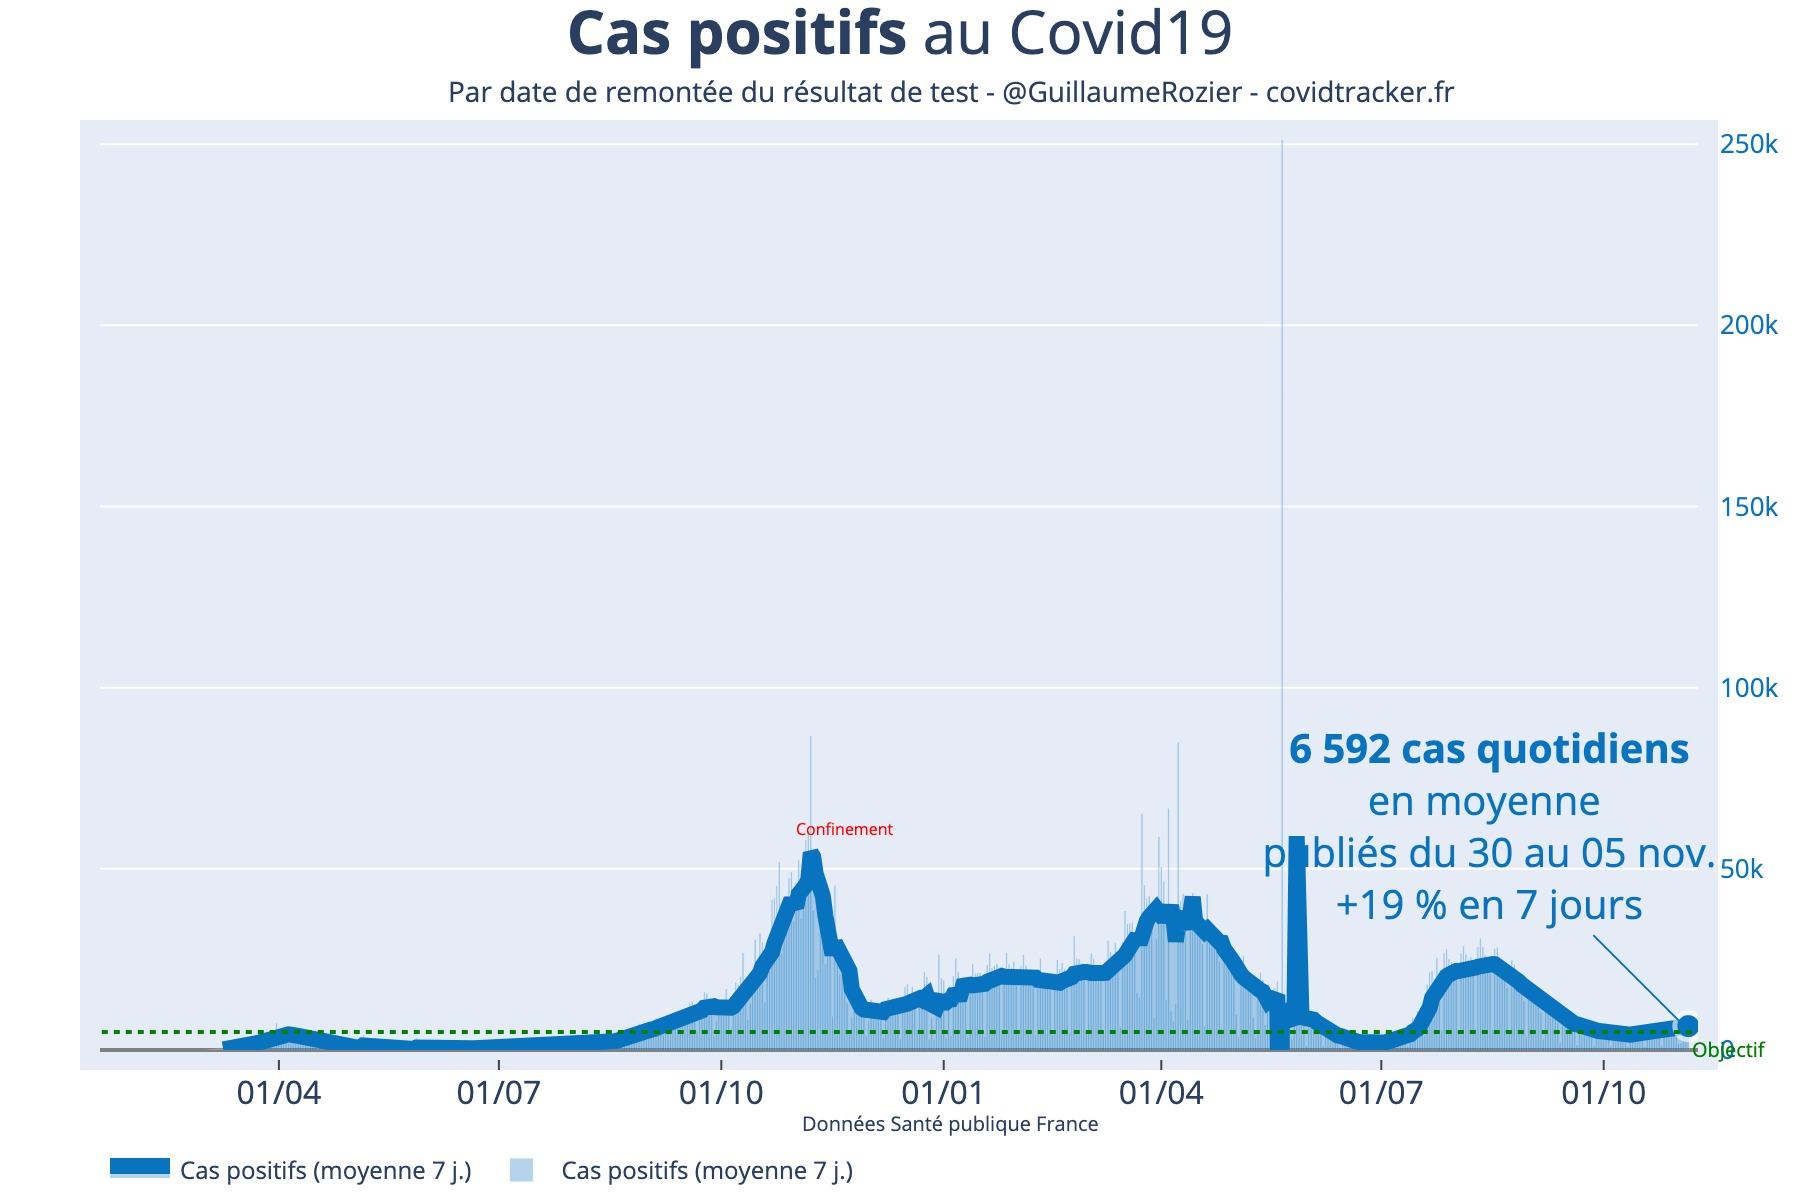 Cas positifs au Covid19
Par date de remontée du résultat de test - @GuillaumeRozier - covidtracker.fr
250k
200k
150k
100k
50k
0
6 592 cas quotidiens
en moyenne
publiés du 30 au 05 nov.
+19 % en 7 jours
Confinement
Objectif
01/04
01/07
01/10
01/01
01/04
01/07
01/10
Données Santé publique France
Cas positifs (moyenne 7 j.)
Cas positifs (moyenne 7 j.)